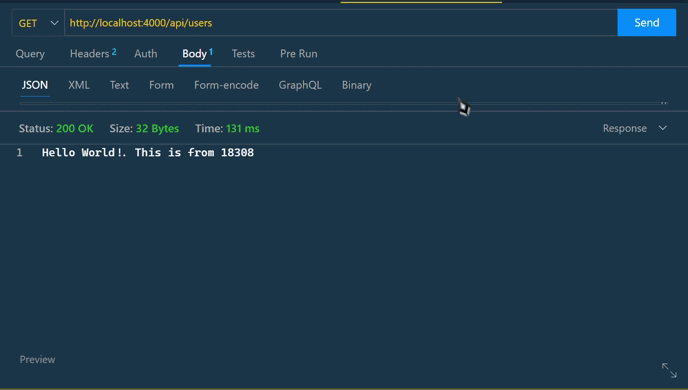 GET http://localhost:4000/api/users Send
Query Headers 2 Auth Body 1 Tests Pre Run
JSON XML Text Form Form-encode GraphQL Binary
Status: 200 OK Size: 32 Bytes Time: 131 ms Response
1 Hello World!. This is from 18308
Preview